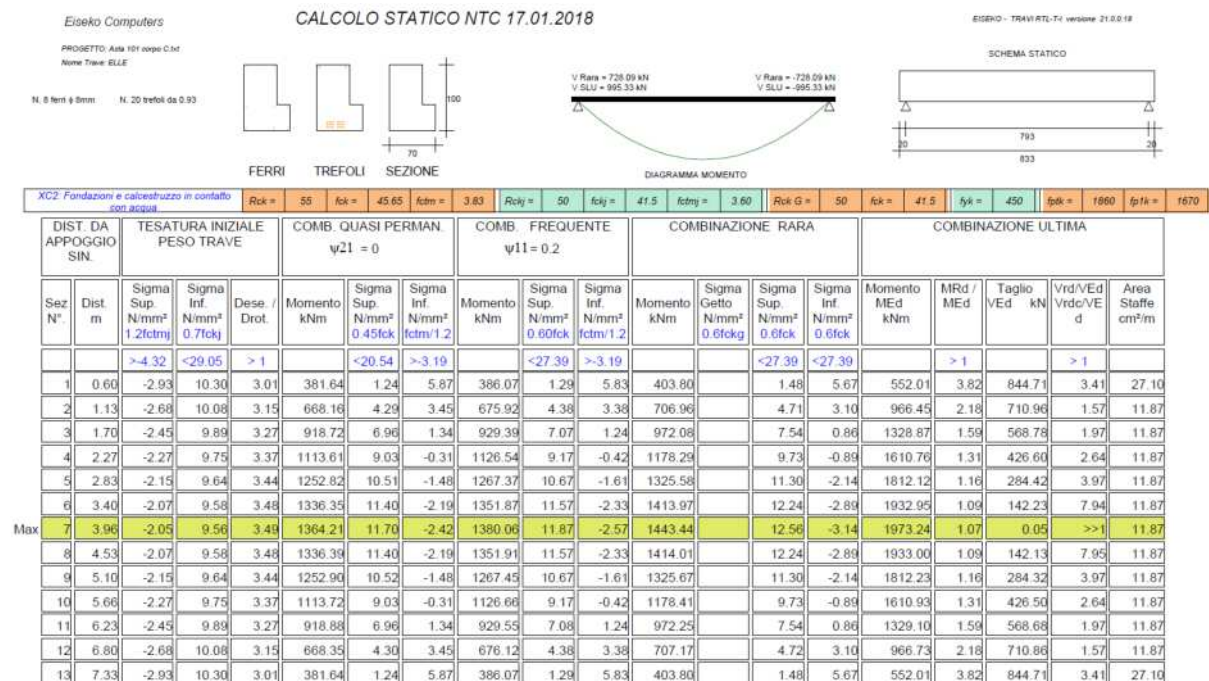 Eiseko Computers
CALCOLO STATICO NTC 17.01.2018
EISEKO - TRAVI RTL-T-I versione 21.0.0.18
PROGETTO: Asta 101 corpo C.txt
Nome Trave: ELLE
SCHEMA STATICO
N. 8 ferri ϕ 8mm N. 20 trefoli da 0.93
100
70
FERRI TREFOLI SEZIONE
V Rara = 728.09 kN V Rara = -728.09 kN
V SLU = 995.33 kN V SLU = -995.33 kN
DIAGRAMMA MOMENTO
793
20 20
833
XC2: Fondazioni e calcestruzzo in contatto con acqua Rck = 55 fck = 45.65 fctm = 3.83 Rckj = 50 fckj = 41.5 fctmj = 3.60 Rck G = 50 fck = 41.5 fyk = 450 fptk = 1860 fp1k = 1670
DIST. DA APPOGGIO SIN. TESATURA INIZIALE PESO TRAVE COMB. QUASI PERMAN. ψ21 = 0 COMB. FREQUENTE ψ11= 0.2 COMBINAZIONE RARA COMBINAZIONE ULTIMA
Sez N°. Dist. m Sigma Sup. N/mm² 1.2fctmj Sigma Inf. N/mm² 0.7fckj Dese. / Drot. Momento kNm Sigma Sup. N/mm² 0.45fck Sigma Inf. N/mm² fctm/1.2 Momento kNm Sigma Sup. N/mm² 0.60fck Sigma Inf. N/mm² fctm/1.2 Momento kNm Sigma Getto N/mm² 0.6fckg Sigma Sup. N/mm² 0.6fck Sigma Inf. N/mm² 0.6fck Momento MEd kNm MRd / MEd Taglio VEd kN Vrd/VEd Vrdc/VE d Area Staffe cm²/m
>-4.32 <29.05 > 1 <20.54 >-3.19 <27.39 >-3.19 <27.39 <27.39 > 1 > 1
1 0.60 -2.93 10.30 3.01 381.64 1.24 5.87 386.07 1.29 5.83 403.80 1.48 5.67 552.01 3.82 844.71 3.41 27.10
2 1.13 -2.68 10.08 3.15 668.16 4.29 3.45 675.92 4.38 3.38 706.96 4.71 3.10 966.45 2.18 710.96 1.57 11.87
3 1.70 -2.45 9.89 3.27 918.72 6.96 1.34 929.39 7.07 1.24 972.08 7.54 0.86 1328.87 1.59 568.78 1.97 11.87
4 2.27 -2.27 9.75 3.37 1113.61 9.03 -0.31 1126.54 9.17 -0.42 1178.29 9.73 -0.89 1610.76 1.31 426.60 2.64 11.87
5 2.83 -2.15 9.64 3.44 1252.82 10.51 -1.48 1267.37 10.67 -1.61 1325.58 11.30 -2.14 1812.12 1.16 284.42 3.97 11.87
6 3.40 -2.07 9.58 3.48 1336.35 11.40 -2.19 1351.87 11.57 -2.33 1413.97 12.24 -2.89 1932.95 1.09 142.23 7.94 11.87
Max 7 3.96 -2.05 9.56 3.49 1364.21 11.70 -2.42 1380.06 11.87 -2.57 1443.44 12.56 -3.14 1973.24 1.07 0.05 >>1 11.87
8 4.53 -2.07 9.58 3.48 1336.39 11.40 -2.19 1351.91 11.57 -2.33 1414.01 12.24 -2.89 1933.00 1.09 142.13 7.95 11.87
9 5.10 -2.15 9.64 3.44 1252.90 10.52 -1.48 1267.45 10.67 -1.61 1325.67 11.30 -2.14 1812.23 1.16 284.32 3.97 11.87
10 5.66 -2.27 9.75 3.37 1113.72 9.03 -0.31 1126.66 9.17 -0.42 1178.41 9.73 -0.89 1610.93 1.31 426.50 2.64 11.87
11 6.23 -2.45 9.89 3.27 918.88 6.96 1.34 929.55 7.08 1.24 972.25 7.54 0.86 1329.10 1.59 568.68 1.97 11.87
12 6.80 -2.68 10.08 3.15 668.35 4.30 3.45 676.12 4.38 3.38 707.17 4.72 3.10 966.73 2.18 710.86 1.57 11.87
13 7.33 -2.93 10.30 3.01 381.64 1.24 5.87 386.07 1.29 5.83 403.80 1.48 5.67 552.01 3.82 844.71 3.41 27.10